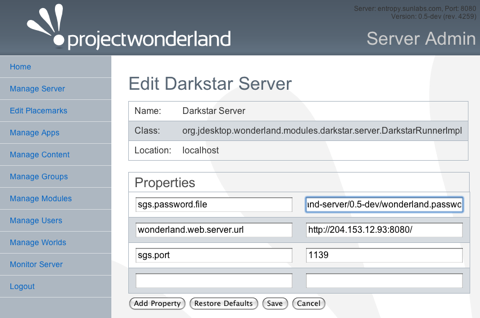 Server: entropy.sunlabs.com, Port: 8080
Version: 0.5-dev (rev. 4259)
projectwonderland
Server Admin
Home
Manage Server
Edit Placemarks
Manage Apps
Manage Content
Manage Groups
Manage Modules
Manage Users
Manage Worlds
Monitor Server
Logout
Edit Darkstar Server
Name: Darkstar Server
Class: org.jdesktop.wonderland.modules.darkstar.server.DarkstarRunnerImpl
Location: localhost
Properties
sgs.password.file ınd-server/0.5-dev/wonderland.passwo
wonderland.web.server.url http://204.153.12.93:8080/
sgs.port 1139
Add Property Restore Defaults Save Cancel